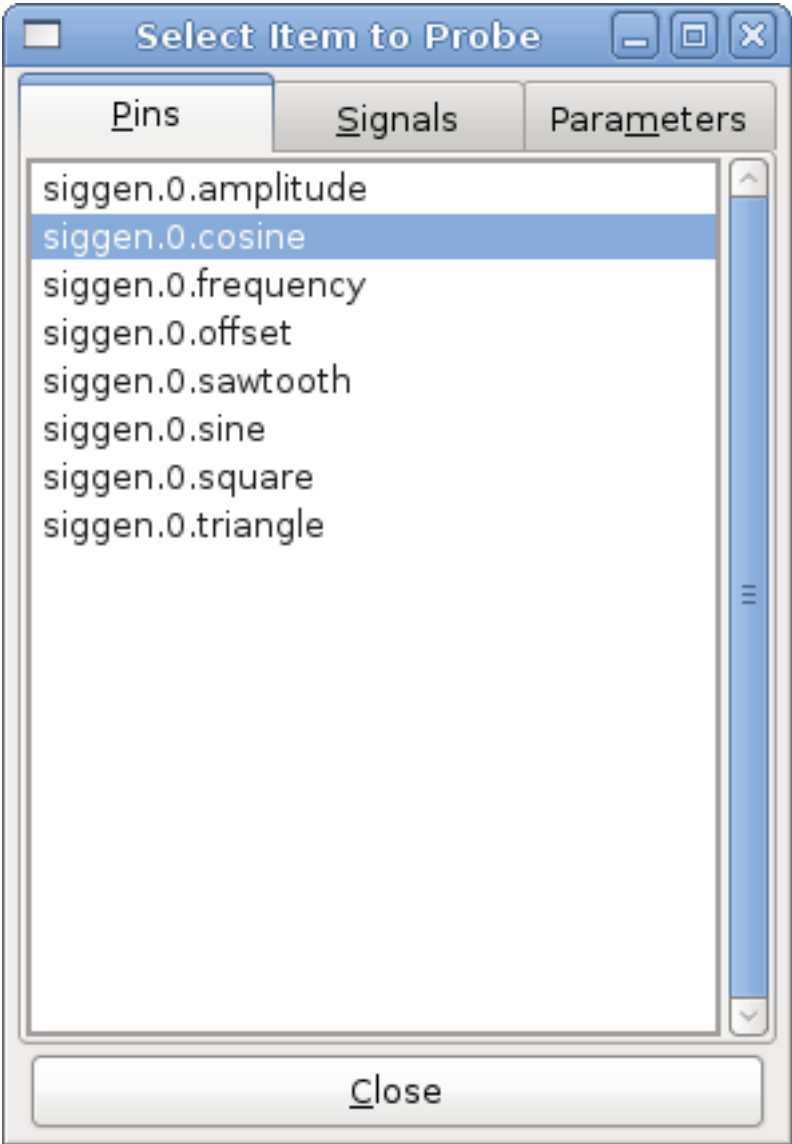 Select Item to Probe
Pins Signals Parameters
siggen.0.amplitude
siggen.0.cosine
siggen.0.frequency
siggen.0.offset
siggen.0.sawtooth
siggen.0.sine
siggen.0.square
siggen.0.triangle
Close